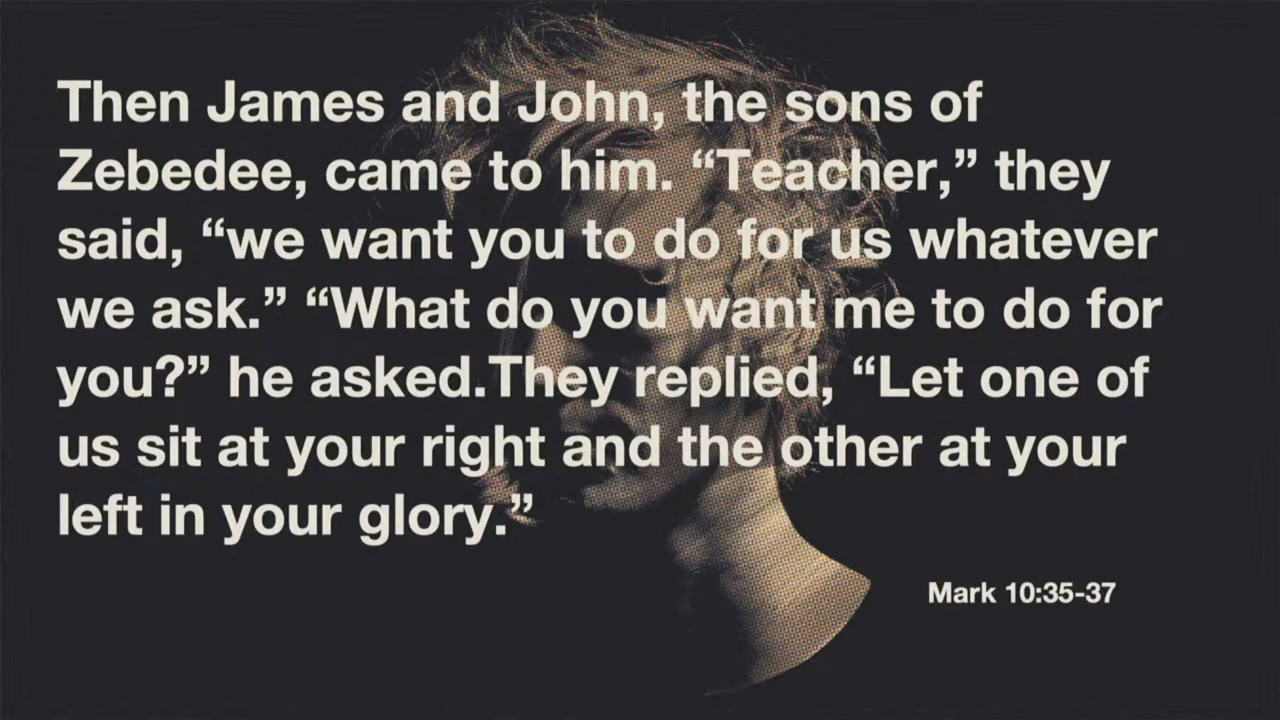 Then James and John, the sons of
Zebedee, came to him. “Teacher,” they
said, “we want you to do for us whatever
we ask.” “What do you want me to do for
you?” he asked.They replied, “Let one of
us sit at your right and the other at your
left in your glory.”
Mark 10:35-37